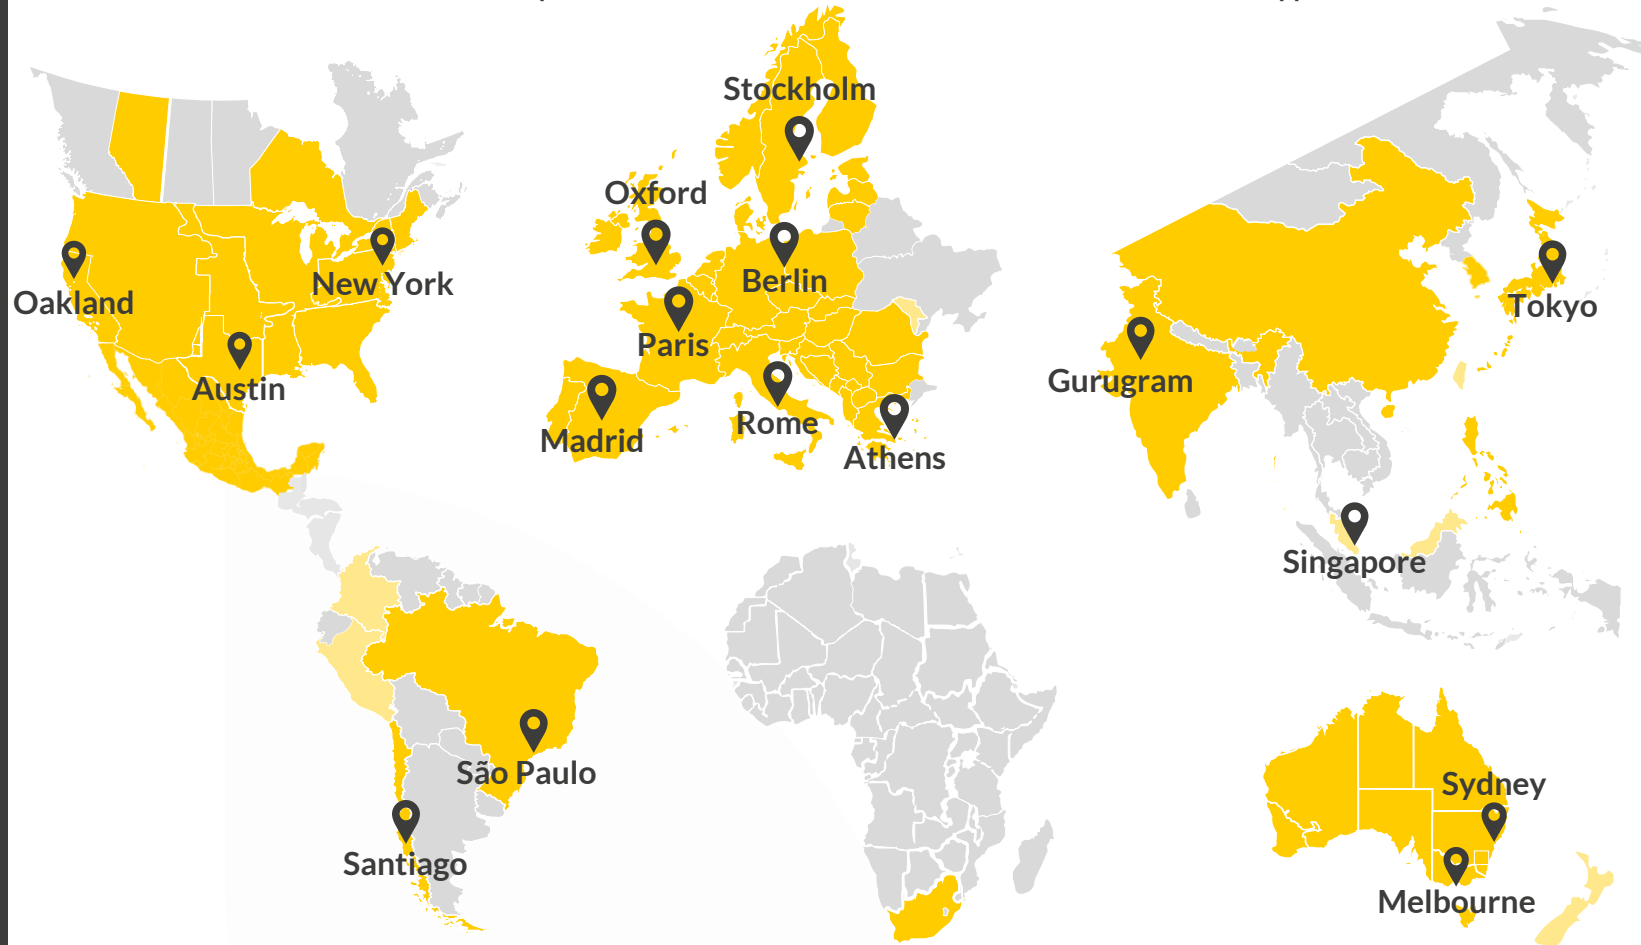 Stockholm
Oxford
Berlin
New York
Oakland
Tokyo
Paris
Gurugram
Austin
Rome
Madrid
Athens
Singapore
São Paulo
Sydney
Santiago
Melbourne